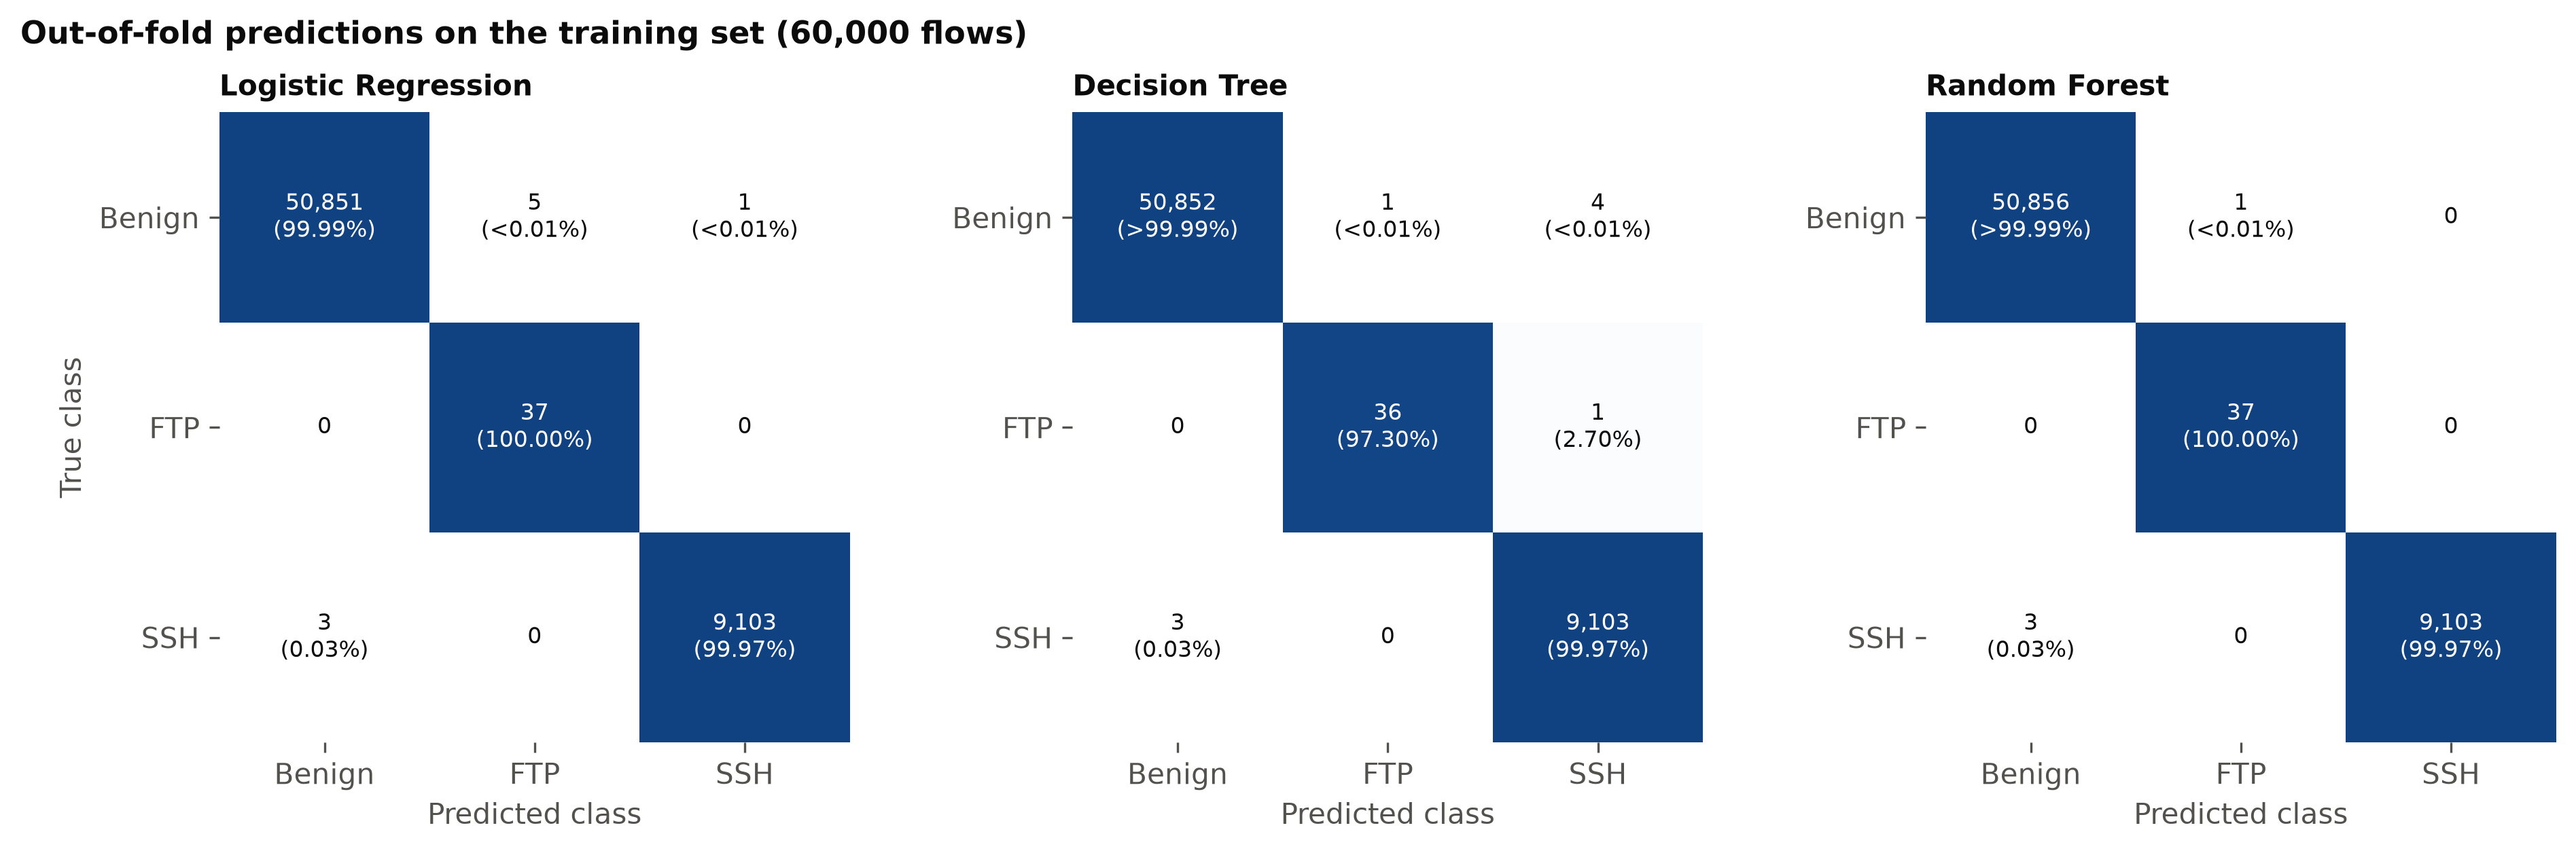 Out-of-fold predictions on the training set (60,000 flows)
Logistic Regression
True class
Benign
50,851
(99.99%)
5
(<0.01%)
1
(<0.01%)
FTP
0
37
(100.00%)
0
SSH
3
(0.03%)
0
9,103
(99.97%)
Benign
FTP
SSH
Predicted class
Decision Tree
Benign
50,852
(>99.99%)
1
(<0.01%)
4
(<0.01%)
FTP
0
36
(97.30%)
1
(2.70%)
SSH
3
(0.03%)
0
9,103
(99.97%)
Benign
FTP
SSH
Predicted class
Random Forest
Benign
50,856
(>99.99%)
1
(<0.01%)
0
FTP
0
37
(100.00%)
0
SSH
3
(0.03%)
0
9,103
(99.97%)
Benign
FTP
SSH
Predicted class